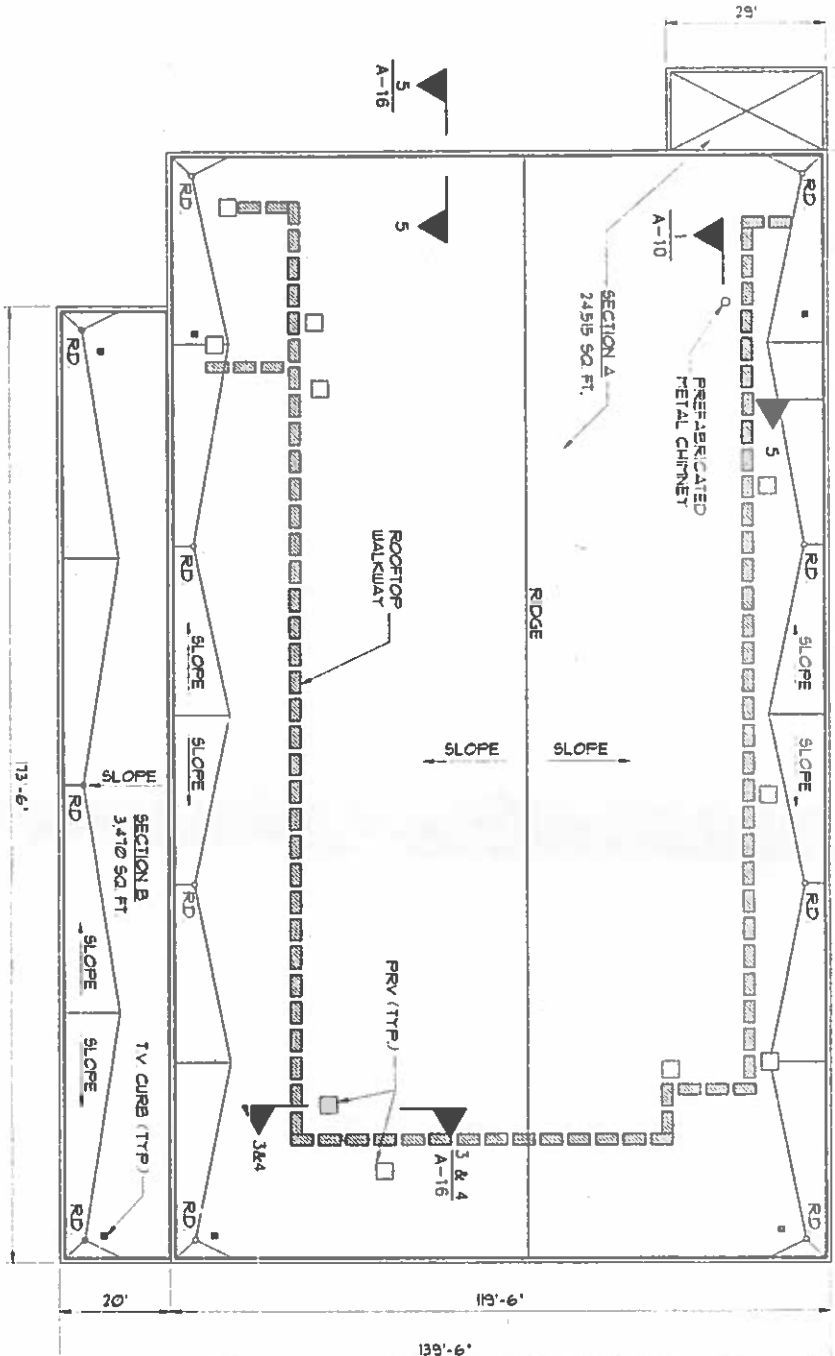 29'
5
A-16
5
RD
RD
1
A-10
SECTION A
24,515 SQ. FT.
PREFABRICATED
METAL CHIMNEY
5
RD
RD
RD
ROOFTOP
WALKWAY
RIDGE
SLOPE
SLOPE
SLOPE
SLOPE
SLOPE
SLOPE
SLOPE
RD
SECTION B
3,470 SQ. FT.
RD
RD
SLOPE
SLOPE
PRV (TYP.)
T.V. CURB (TYP.)
3&4
3 & 4
A-16
RD
RD
RD
173'-6"
20'
119'-6"
139'-6"